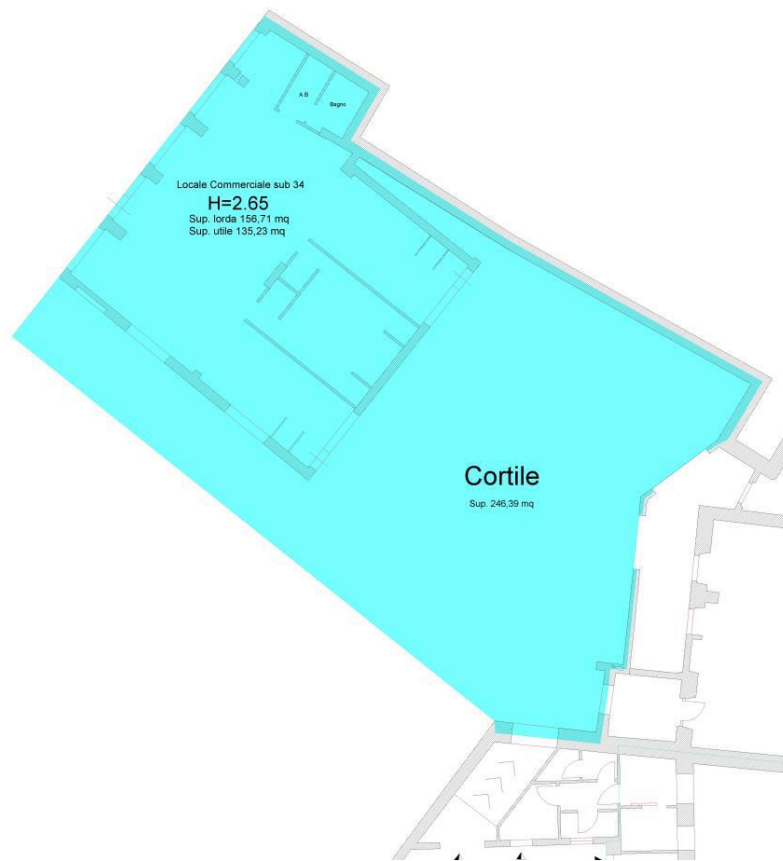 A.B
Bagno
Locale Commerciale sub 34
H=2.65
Sup. lorda 156,71 mq
Sup. utile 135,23 mq
Cortile
Sup. 246,39 mq